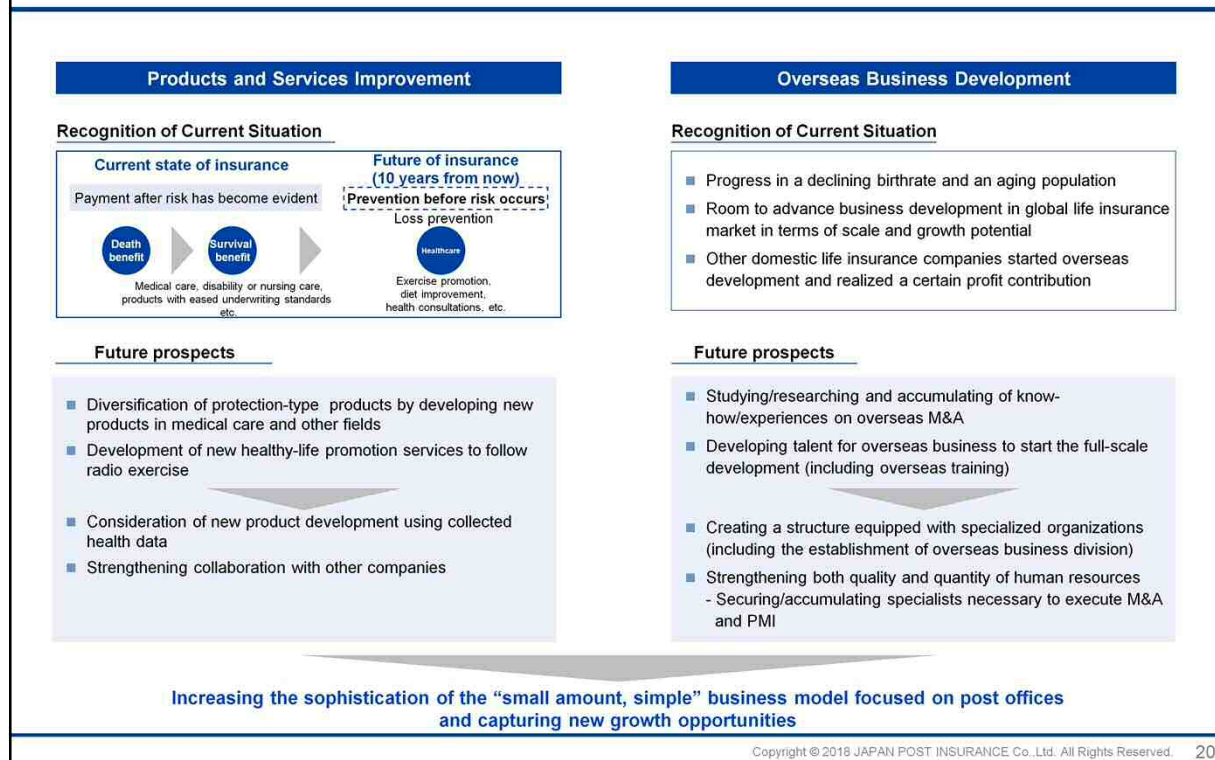 Products and Services Improvement
Recognition of Current Situation
Current state of insurance
Payment after risk has become evident
Death
benefit
Survival
benefit
Medical care, disability or nursing care,
products with eased underwriting standards
etc.
Future of insurance
(10 years from now)
Prevention before risk occurs
Loss prevention
Healthcare
Exercise promotion,
diet improvement,
health consultations, etc.
Future prospects
■ Diversification of protection-type products by developing new
products in medical care and other fields
■ Development of new healthy-life promotion services to follow
radio exercise
■ Consideration of new product development using collected
health data
■ Strengthening collaboration with other companies
Overseas Business Development
Recognition of Current Situation
■ Progress in a declining birthrate and an aging population
■ Room to advance business development in global life insurance
market in terms of scale and growth potential
■ Other domestic life insurance companies started overseas
development and realized a certain profit contribution
Future prospects
■ Studying/researching and accumulating of know-
how/experiences on overseas M&A
■ Developing talent for overseas business to start the full-scale
development (including overseas training)
■ Creating a structure equipped with specialized organizations
(including the establishment of overseas business division)
■ Strengthening both quality and quantity of human resources
- Securing/accumulating specialists necessary to execute M&A
and PMI
Increasing the sophistication of the “small amount, simple” business model focused on post offices
and capturing new growth opportunities
Copyright © 2018 JAPAN POST INSURANCE Co.,Ltd. All Rights Reserved. 20